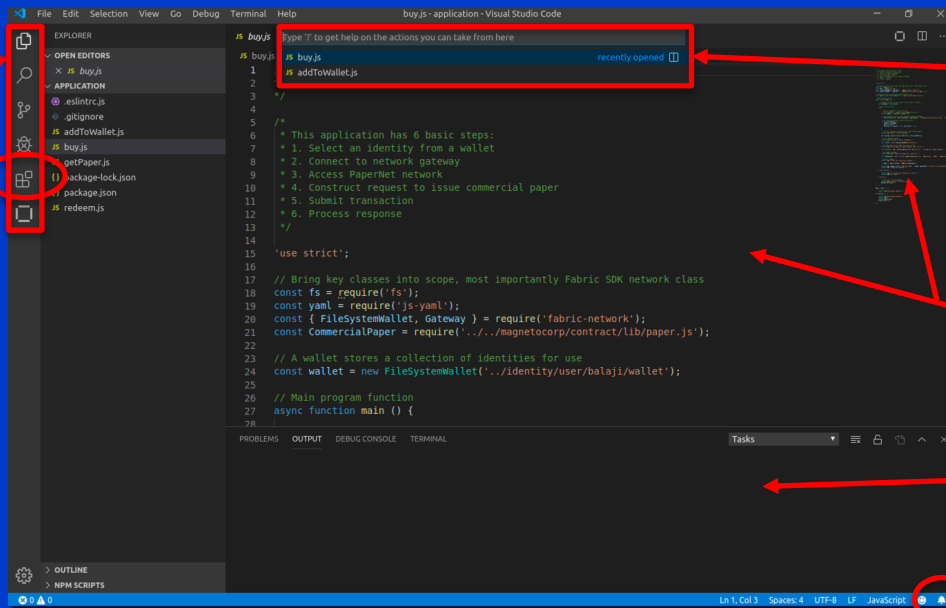 File Edit Selection View Go Debug Terminal Help
buy.js - application - Visual Studio Code
EXPLORER
OPEN EDITORS
JS buy.js
APPLICATION
.eslintrc.js
.gitignore
JS addToWallet.js
JS buy.js
getPaper.js
package-lock.json
package.json
JS redeem.js
OUTLINE
NPM SCRIPTS
JS buy.js
Type '?' to get help on the actions you can take from here
JS buy.js
JS buy.js recently opened
JS addToWallet.js
1
3 */
4
5 /*
6 * This application has 6 basic steps:
7 * 1. Select an identity from a wallet
8 * 2. Connect to network gateway
9 * 3. Access PaperNet network
10 * 4. Construct request to issue commercial paper
11 * 5. Submit transaction
12 * 6. Process response
13 */
14
15 'use strict';
16
17 // Bring key classes into scope, most importantly Fabric SDK network class
18 const fs = require('fs');
19 const yaml = require('js-yaml');
20 const { FileSystemWallet, Gateway } = require('fabric-network');
21 const CommercialPaper = require('../../magnetocorp/contract/lib/paper.js');
22
23 // A wallet stores a collection of identities for use
24 const wallet = new FileSystemWallet('../identity/user/balaji/wallet');
25
26 // Main program function
27 async function main () {
28
PROBLEMS OUTPUT DEBUG CONSOLE TERMINAL
Tasks
0 0
Ln 1, Col 3 Spaces: 4 UTF-8 LF JavaScript